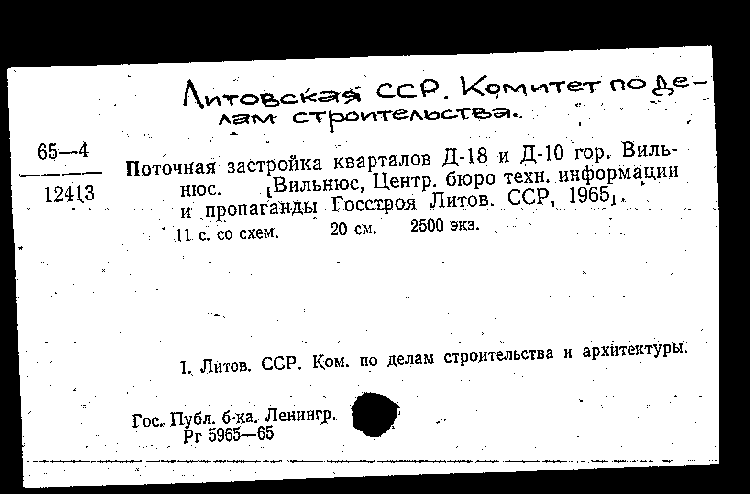 Литовская ССР. Комитет по де-
лам строительства.
65—4
12413
Поточная застройка кварталов Д-18 и Д-10 гор. Виль-
нюс. [Вильнюс, Центр. бюро техн. информации
и пропаганды Госстроя Литов. ССР, 1965].
11 с. со схем. 20 см. 2500 экз.
1. Литов. ССР. Ком. по делам строительства и архитектуры.
Гос. Публ. б-ка. Ленингр.
Рг 5965—65